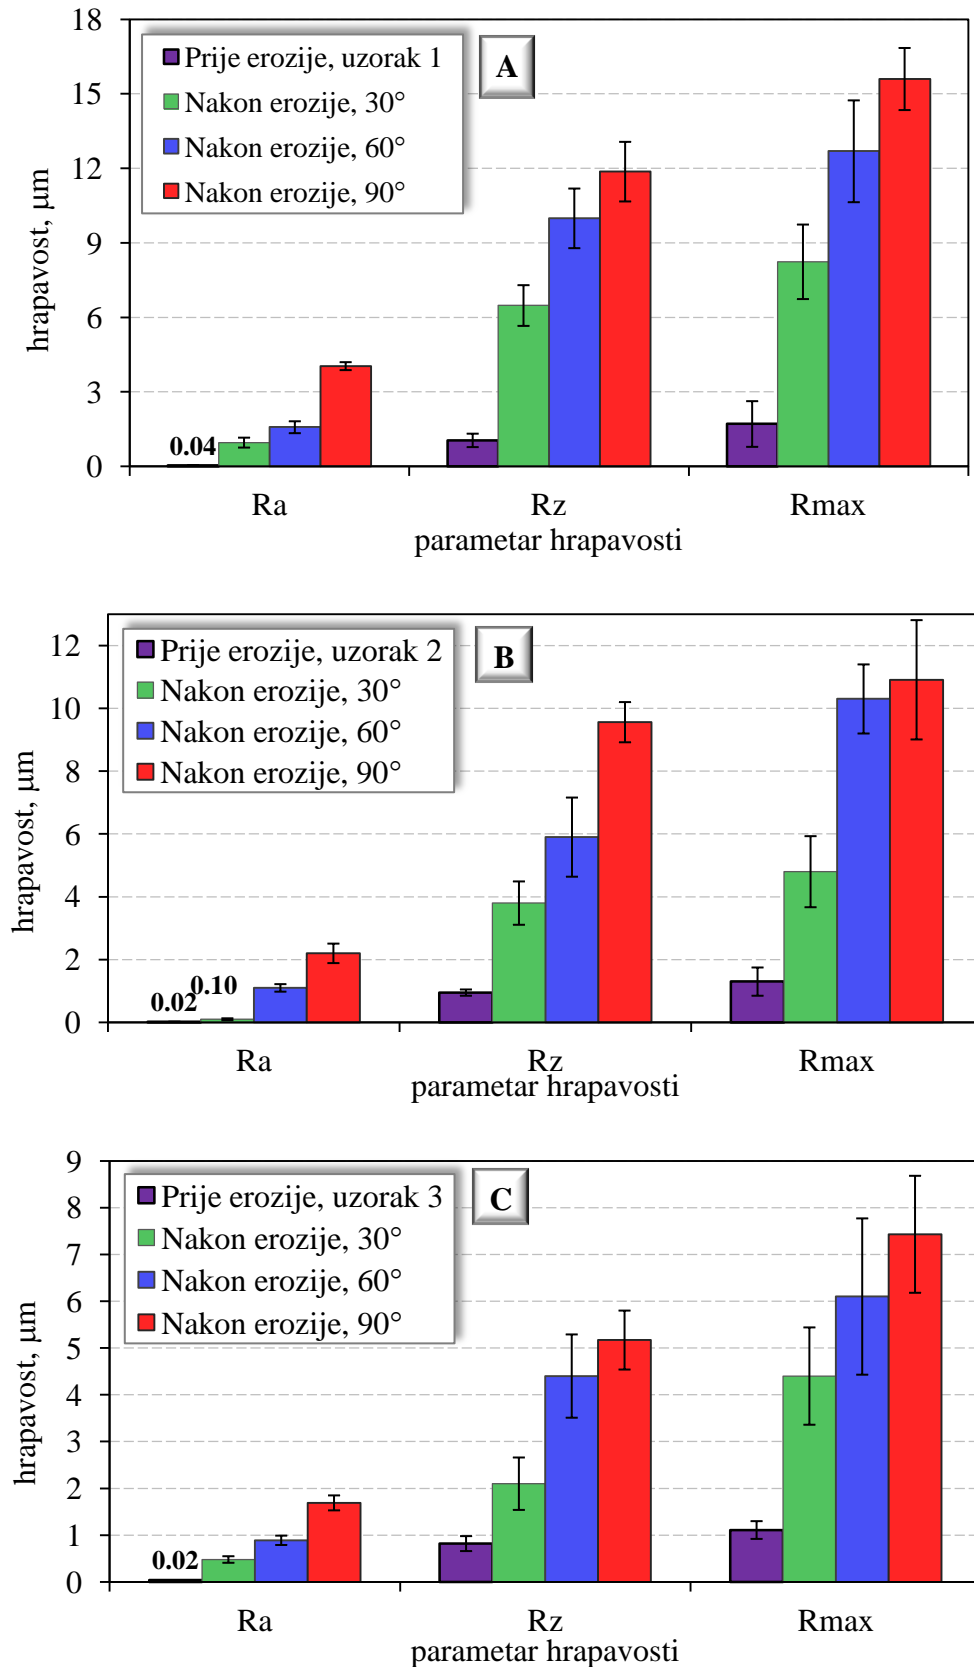 18
15
12
9
6
3
0
hrapavost, μm
Prije erozije, uzorak 1
Nakon erozije, 30°
Nakon erozije, 60°
Nakon erozije, 90°
A
0.04
Ra Rz Rmax
parametar hrapavosti
12
10
8
6
4
2
0
hrapavost, μm
Prije erozije, uzorak 2
Nakon erozije, 30°
Nakon erozije, 60°
Nakon erozije, 90°
B
0.02 0.10
Ra Rz Rmax
parametar hrapavosti
9
8
7
6
5
4
3
2
1
0
hrapavost, μm
Prije erozije, uzorak 3
Nakon erozije, 30°
Nakon erozije, 60°
Nakon erozije, 90°
C
0.02
Ra Rz Rmax
parametar hrapavosti